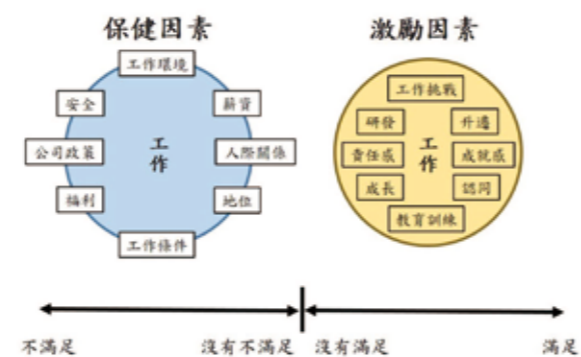 保健因素
激勵因素
工作環境
安全
薪資
公司政策
工作
人際關係
福利
地位
工作條件
工作挑戰
研發
升遷
責任感
工作
成就感
成長
認同
教育訓練
不滿足
沒有不滿足
沒有滿足
滿足